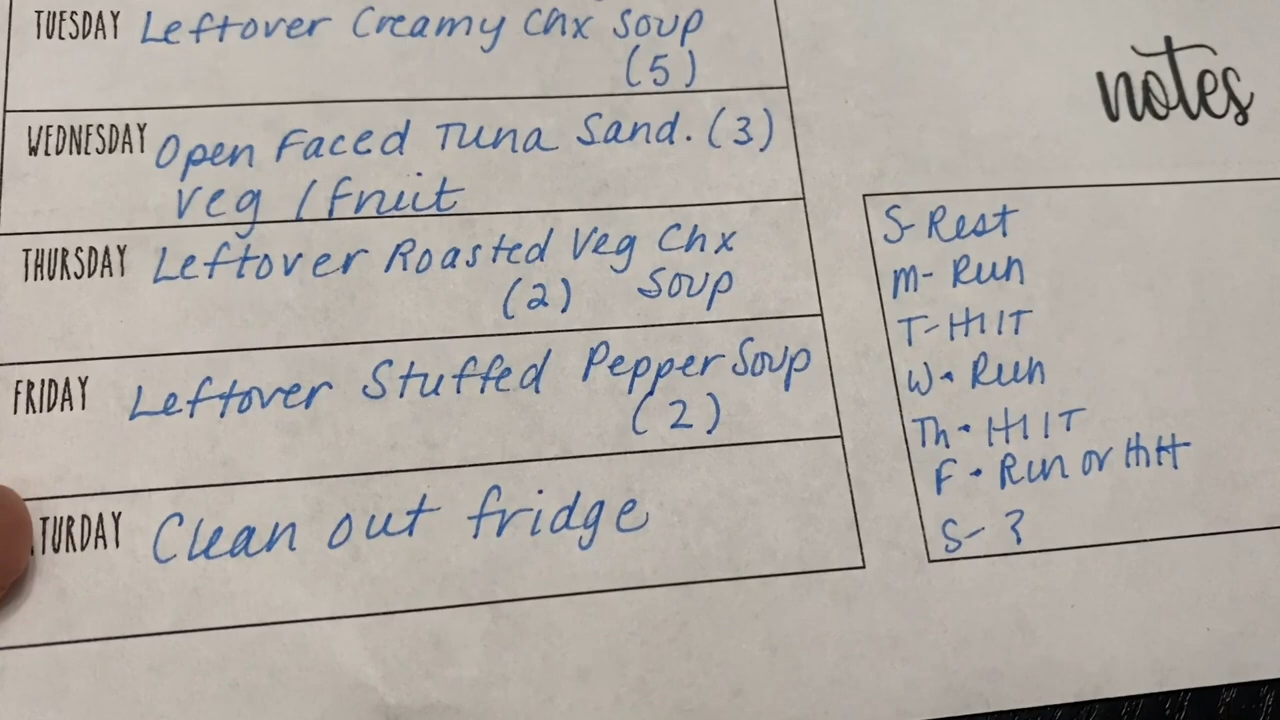 TUESDAY Leftover Creamy Chx Soup
(5)
WEDNESDAY Open Faced Tuna Sand. (3)
Veg / fruit
THURSDAY Leftover Roasted Veg Chx
(2) Soup
FRIDAY Leftover Stuffed Pepper Soup
(2)
TURDAY Clean out fridge
notes
S- Rest
M- Run
T- HIIT
W- Run
Th- HIIT
F- Run or HIIT
S- ?